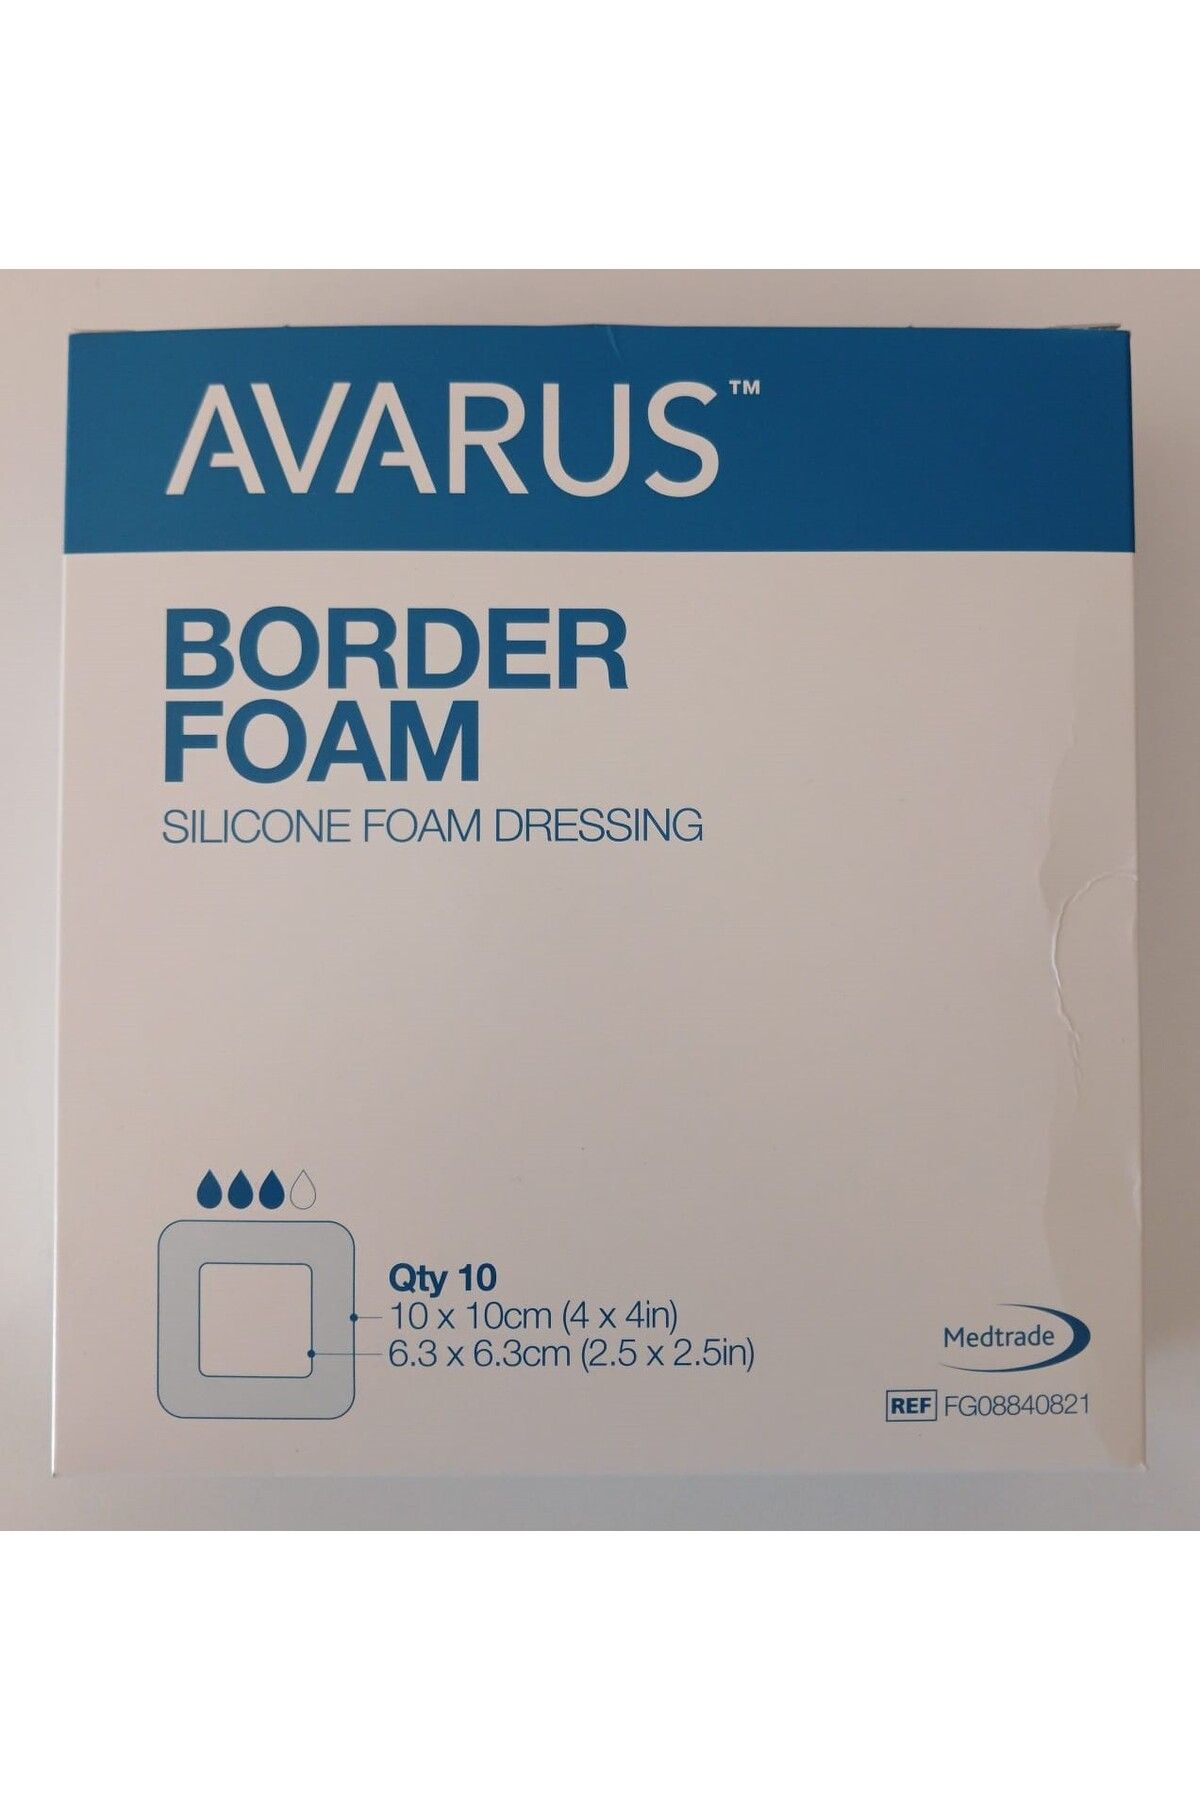 AVARUS™
BORDER
FOAM
SILICONE FOAM DRESSING
Qty 10
10 x 10cm (4 x 4in)
6.3 x 6.3cm (2.5 x 2.5in)
Medtrade
REF FG08840821